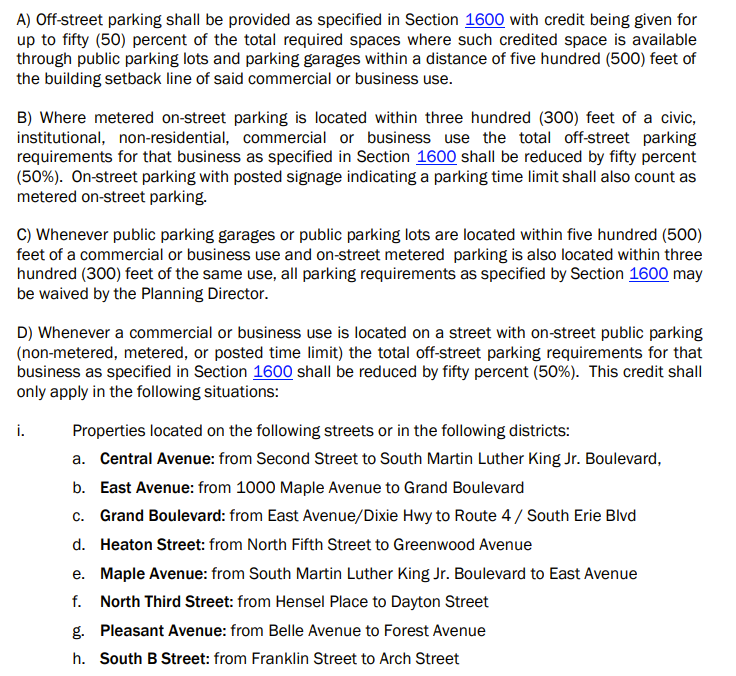 A) Off-street parking shall be provided as specified in Section 1600 with credit being given for
up to fifty (50) percent of the total required spaces where such credited space is available
through public parking lots and parking garages within a distance of five hundred (500) feet of
the building setback line of said commercial or business use.
B) Where metered on-street parking is located within three hundred (300) feet of a civic,
institutional, non-residential, commercial or business use the total off-street parking
requirements for that business as specified in Section 1600 shall be reduced by fifty percent
(50%). On-street parking with posted signage indicating a parking time limit shall also count as
metered on-street parking.
C) Whenever public parking garages or public parking lots are located within five hundred (500)
feet of a commercial or business use and on-street metered parking is also located within three
hundred (300) feet of the same use, all parking requirements as specified by Section 1600 may
be waived by the Planning Director.
D) Whenever a commercial or business use is located on a street with on-street public parking
(non-metered, metered, or posted time limit) the total off-street parking requirements for that
business as specified in Section 1600 shall be reduced by fifty percent (50%). This credit shall
only apply in the following situations:
i. Properties located on the following streets or in the following districts:
a. Central Avenue: from Second Street to South Martin Luther King Jr. Boulevard,
b. East Avenue: from 1000 Maple Avenue to Grand Boulevard
c. Grand Boulevard: from East Avenue/Dixie Hwy to Route 4 / South Erie Blvd
d. Heaton Street: from North Fifth Street to Greenwood Avenue
e. Maple Avenue: from South Martin Luther King Jr. Boulevard to East Avenue
f. North Third Street: from Hensel Place to Dayton Street
g. Pleasant Avenue: from Belle Avenue to Forest Avenue
h. South B Street: from Franklin Street to Arch Street